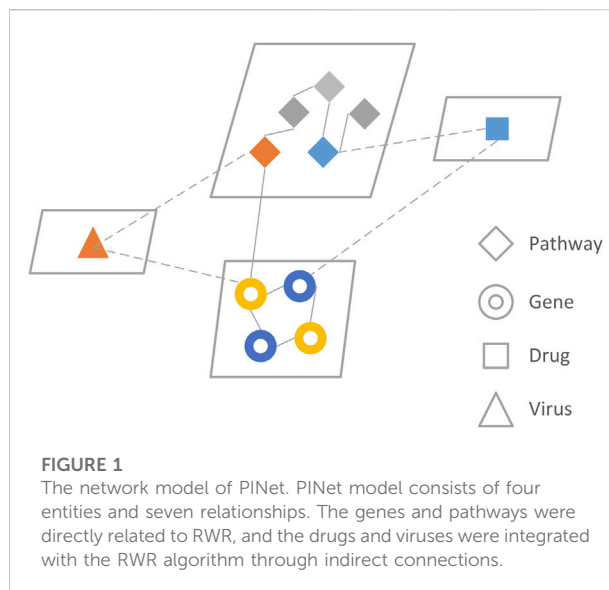 Pathway
Gene
Drug
Virus
FIGURE 1
The network model of PINet. PINet model consists of four
entities and seven relationships. The genes and pathways were
directly related to RWR, and the drugs and viruses were integrated
with the RWR algorithm through indirect connections.